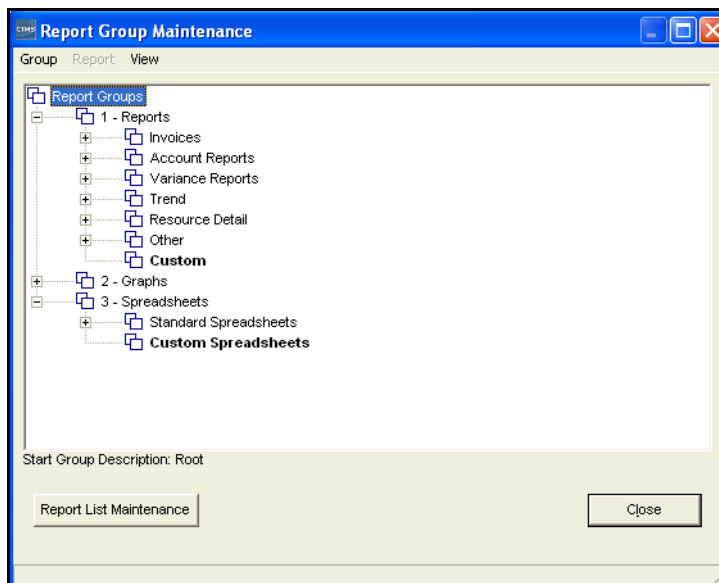 CIMS Report Group Maintenance
Group Report View
Report Groups
1 - Reports
Invoices
Account Reports
Variance Reports
Trend
Resource Detail
Other
Custom
2 - Graphs
3 - Spreadsheets
Standard Spreadsheets
Custom Spreadsheets
Start Group Description: Root
Report List Maintenance Close